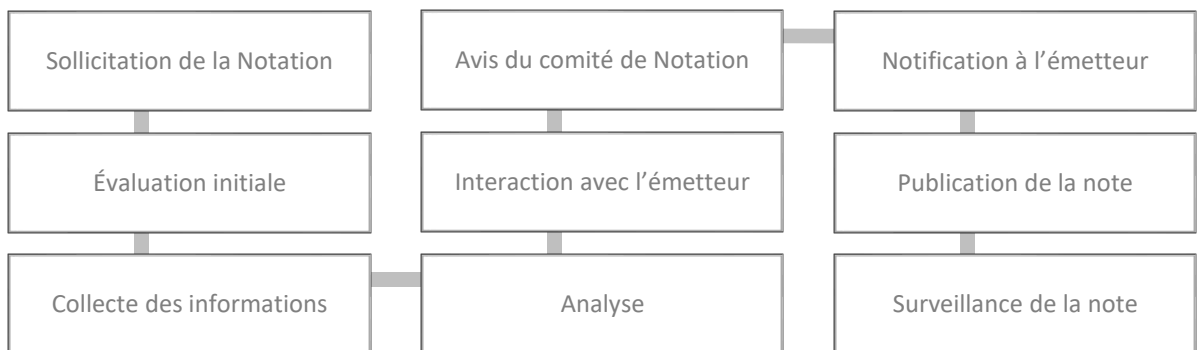 Sollicitation de la Notation
Évaluation initiale
Collecte des informations
Analyse
Interaction avec l’émetteur
Avis du comité de Notation
Notification à l’émetteur
Publication de la note
Surveillance de la note